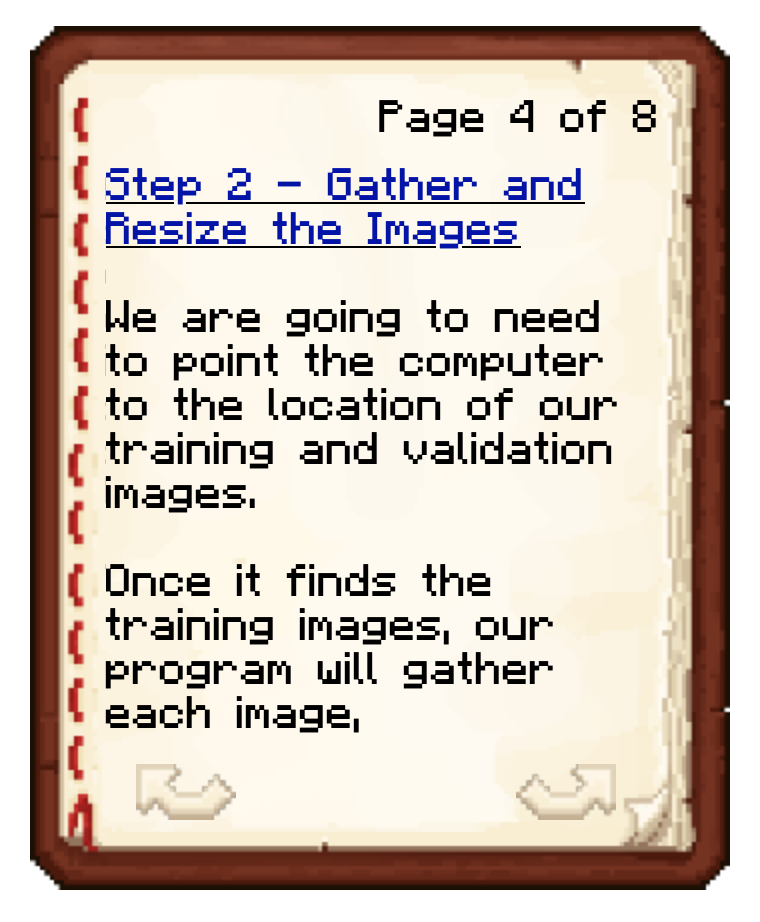 Page 4 of 8
Step 2 - Gather and
Resize the Images
We are going to need
to point the computer
to the location of our
training and validation
images.
Once it finds the
training images, our
program will gather
each image,